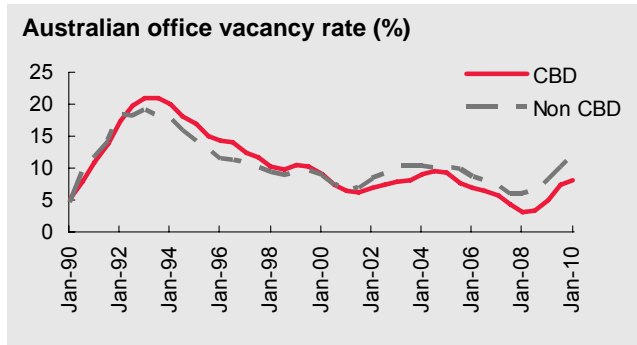 Australian office vacancy rate (%)
25
20
15
10
5
0
CBD
Non CBD
Jan-90
Jan-92
Jan-94
Jan-96
Jan-98
Jan-00
Jan-02
Jan-04
Jan-06
Jan-08
Jan-10